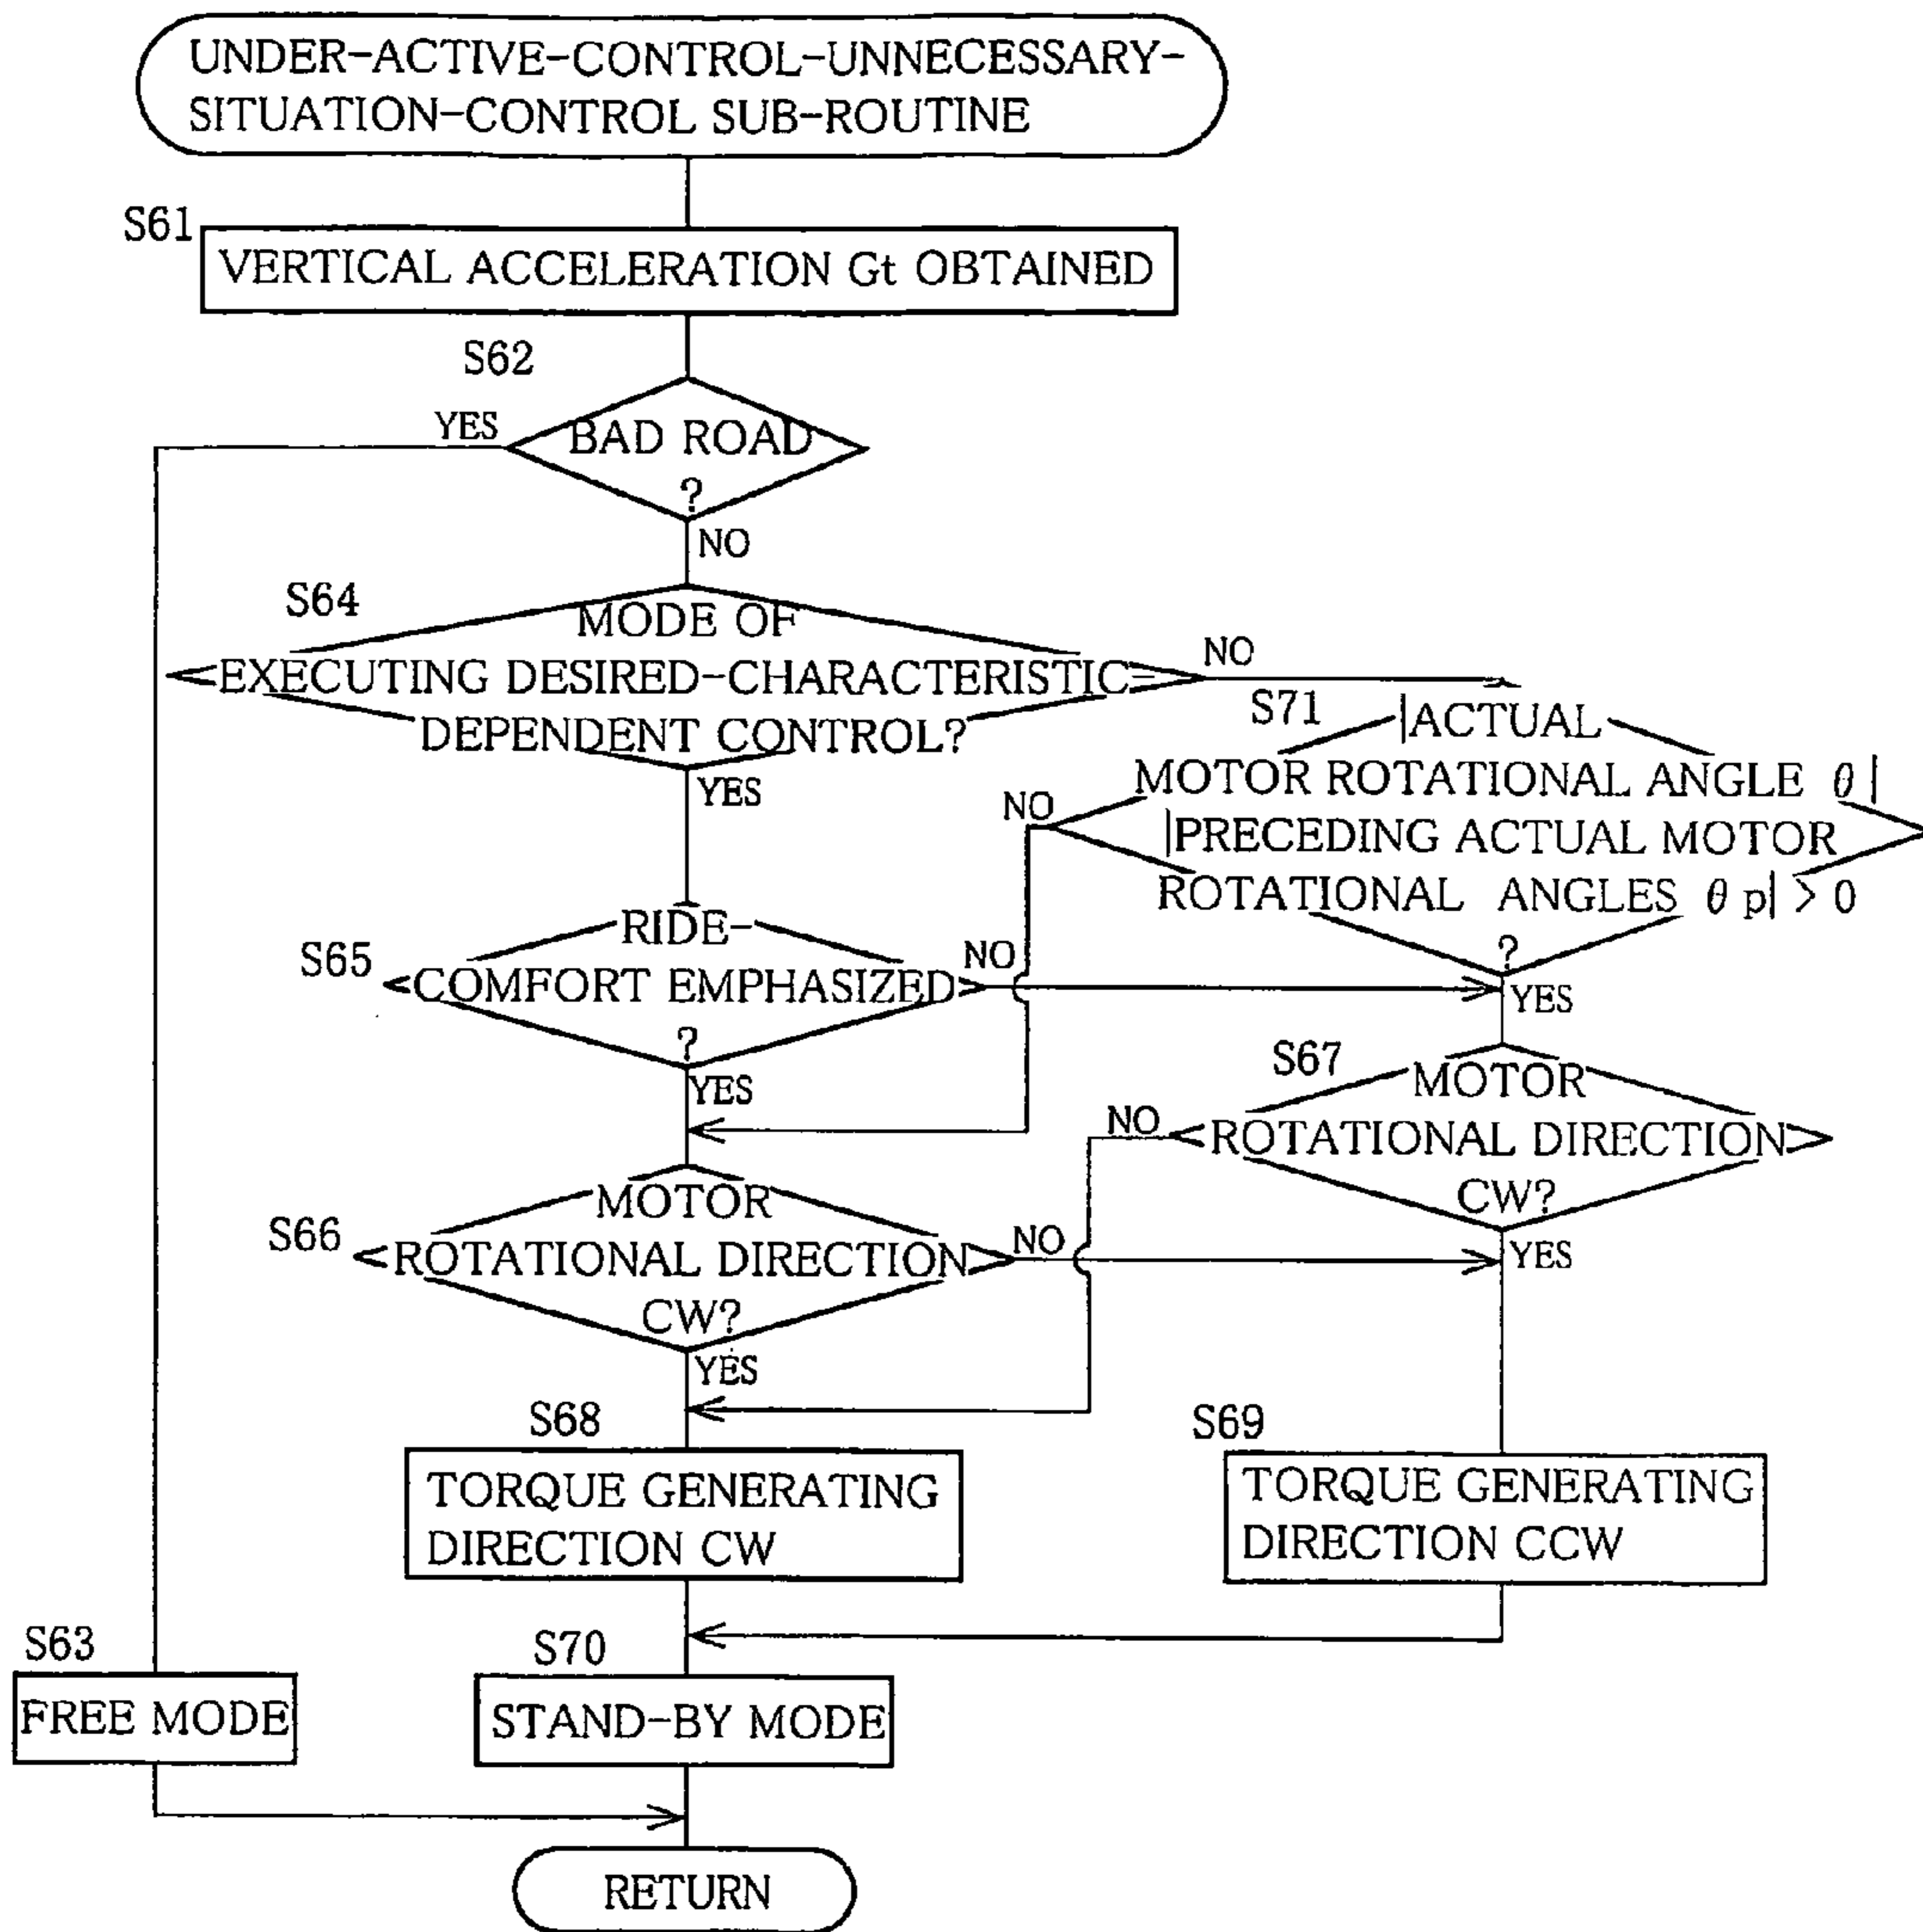 UNDER-ACTIVE-CONTROL-UNNECESSARY-
SITUATION-CONTROL SUB-ROUTINE
S61
VERTICAL ACCELERATION Gt OBTAINED
S62
YES
BAD ROAD
?
NO
S64
MODE OF
EXECUTING DESIRED-CHARACTERISTIC-
DEPENDENT CONTROL?
NO
YES
S71
|ACTUAL
MOTOR ROTATIONAL ANGLE θ|
|PRECEDING ACTUAL MOTOR
ROTATIONAL ANGLES θp| > 0
?
NO
YES
S65
RIDE-
COMFORT EMPHASIZED
?
NO
YES
S67
MOTOR
ROTATIONAL DIRECTION
CW?
NO
YES
S66
MOTOR
ROTATIONAL DIRECTION
CW?
NO
YES
S68
TORQUE GENERATING
DIRECTION CW
S69
TORQUE GENERATING
DIRECTION CCW
S63
FREE MODE
S70
STAND-BY MODE
RETURN